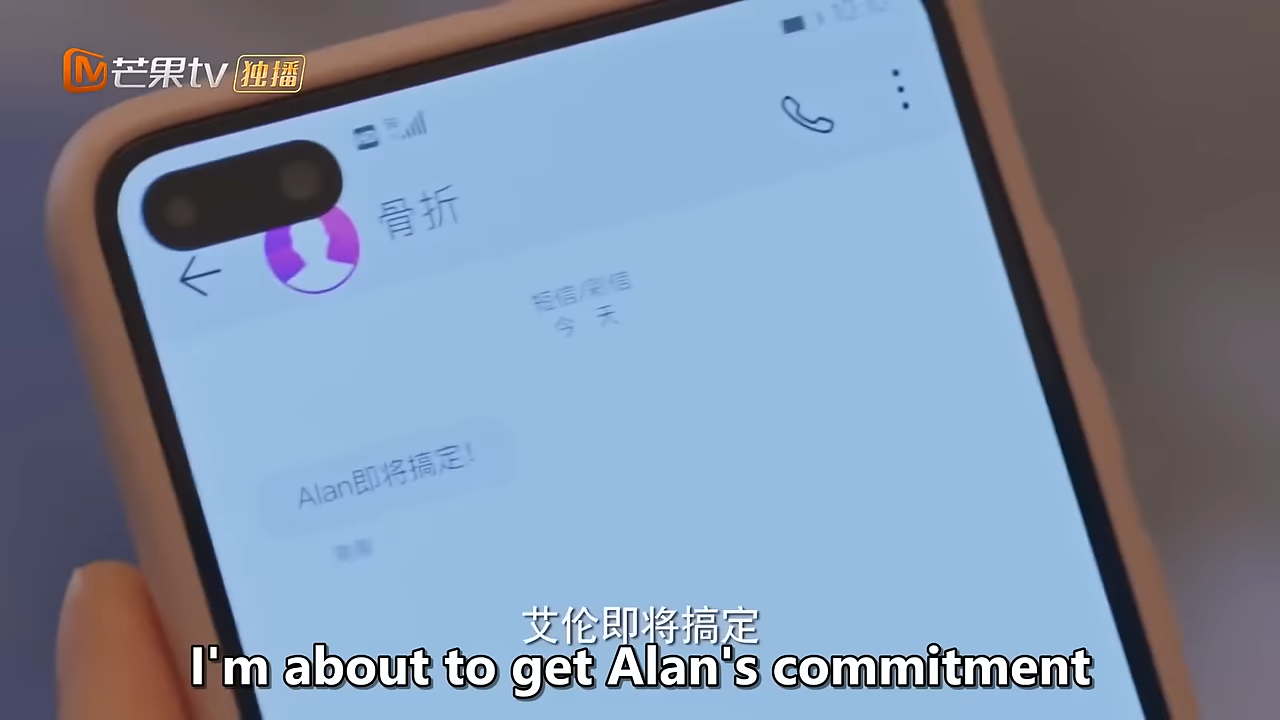 芒果tv 独播
骨折
短信/彩信
今 天
Alan即将搞定!
艾伦即将搞定
I'm about to get Alan's commitment